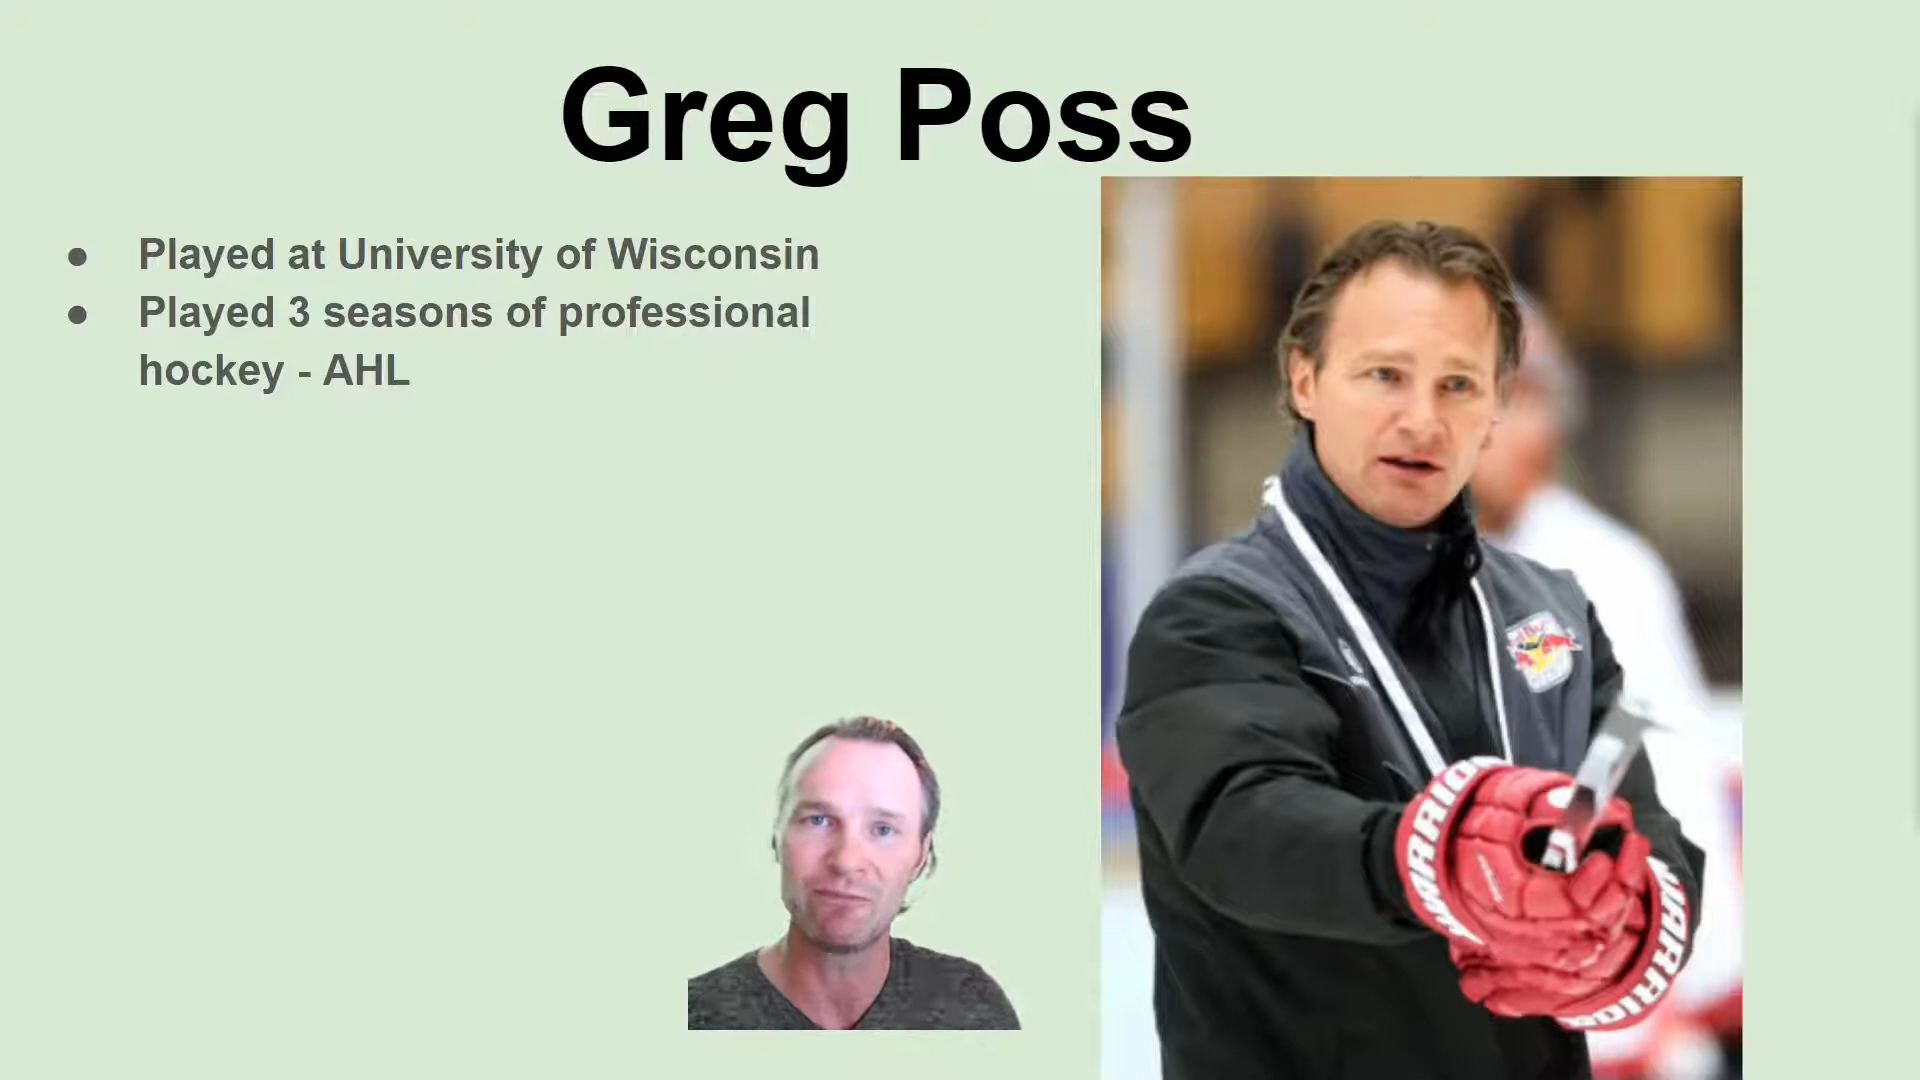 Greg Poss
● Played at University of Wisconsin
● Played 3 seasons of professional
hockey - AHL
WARRIOR
WARRIOR